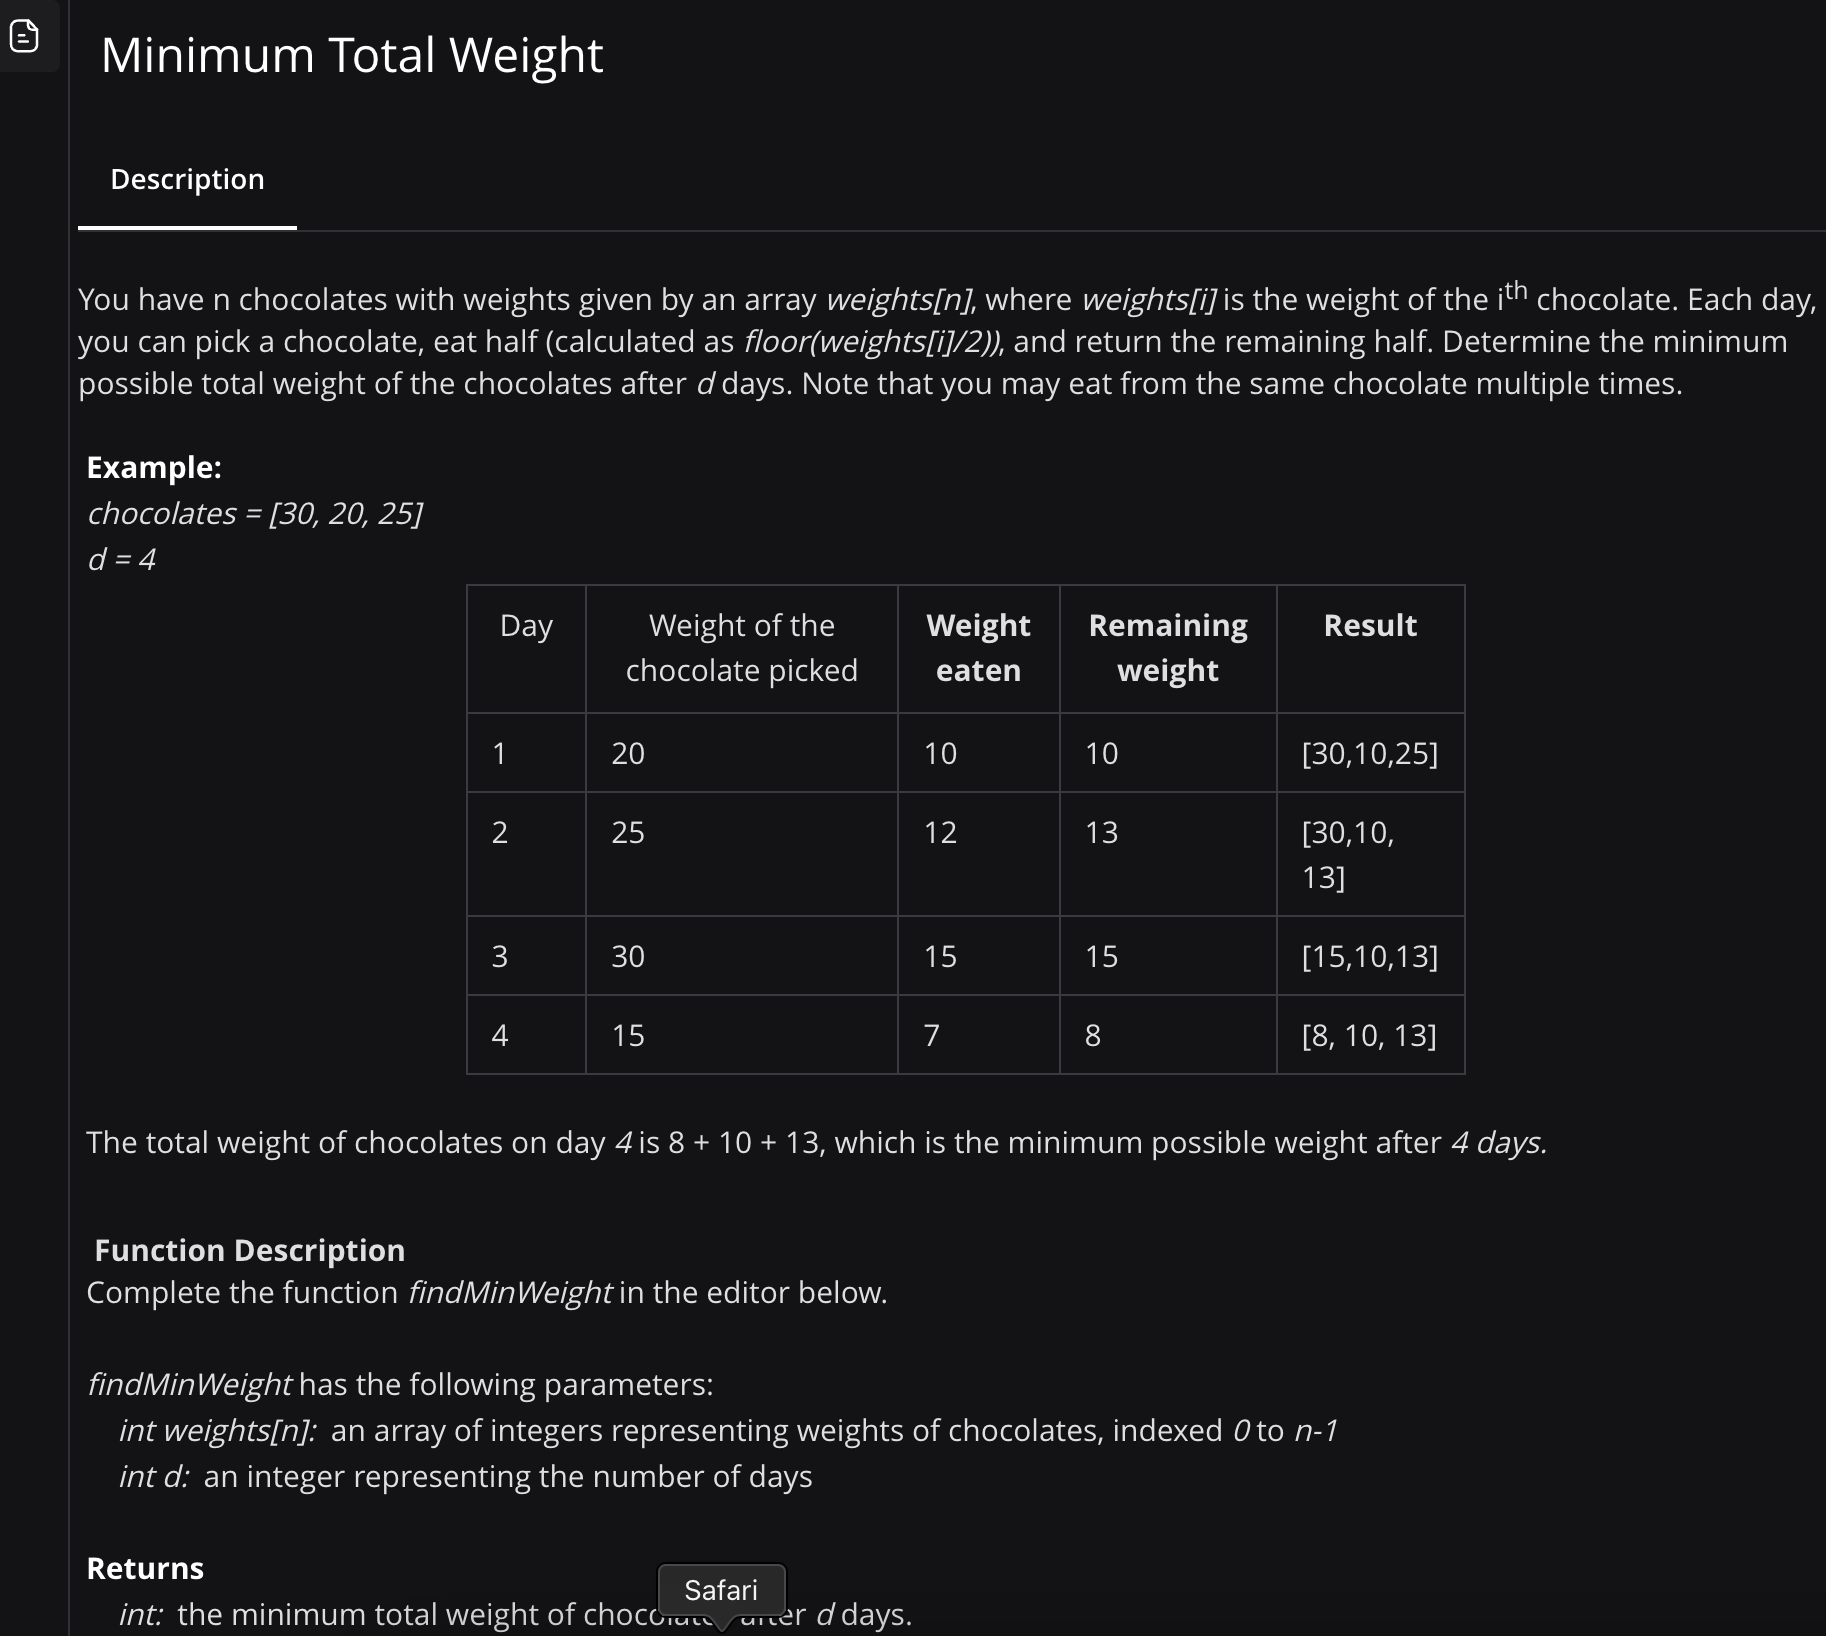 Minimum Total Weight
Description
You have n chocolates with weights given by an array weights[n], where weights[i] is the weight of the ith chocolate. Each day,
you can pick a chocolate, eat half (calculated as floor(weights[i]/2)), and return the remaining half. Determine the minimum
possible total weight of the chocolates after d days. Note that you may eat from the same chocolate multiple times.
Example:
chocolates = [30, 20, 25]
d = 4
Day Weight of the chocolate picked Weight eaten Remaining weight Result
1 20 10 10 [30,10,25]
2 25 12 13 [30,10, 13]
3 30 15 15 [15,10,13]
4 15 7 8 [8, 10, 13]
The total weight of chocolates on day 4 is 8 + 10 + 13, which is the minimum possible weight after 4 days.
Function Description
Complete the function findMinWeight in the editor below.
findMinWeight has the following parameters:
int weights[n]: an array of integers representing weights of chocolates, indexed 0 to n-1
int d: an integer representing the number of days
Returns
Safari
int: the minimum total weight of d days.